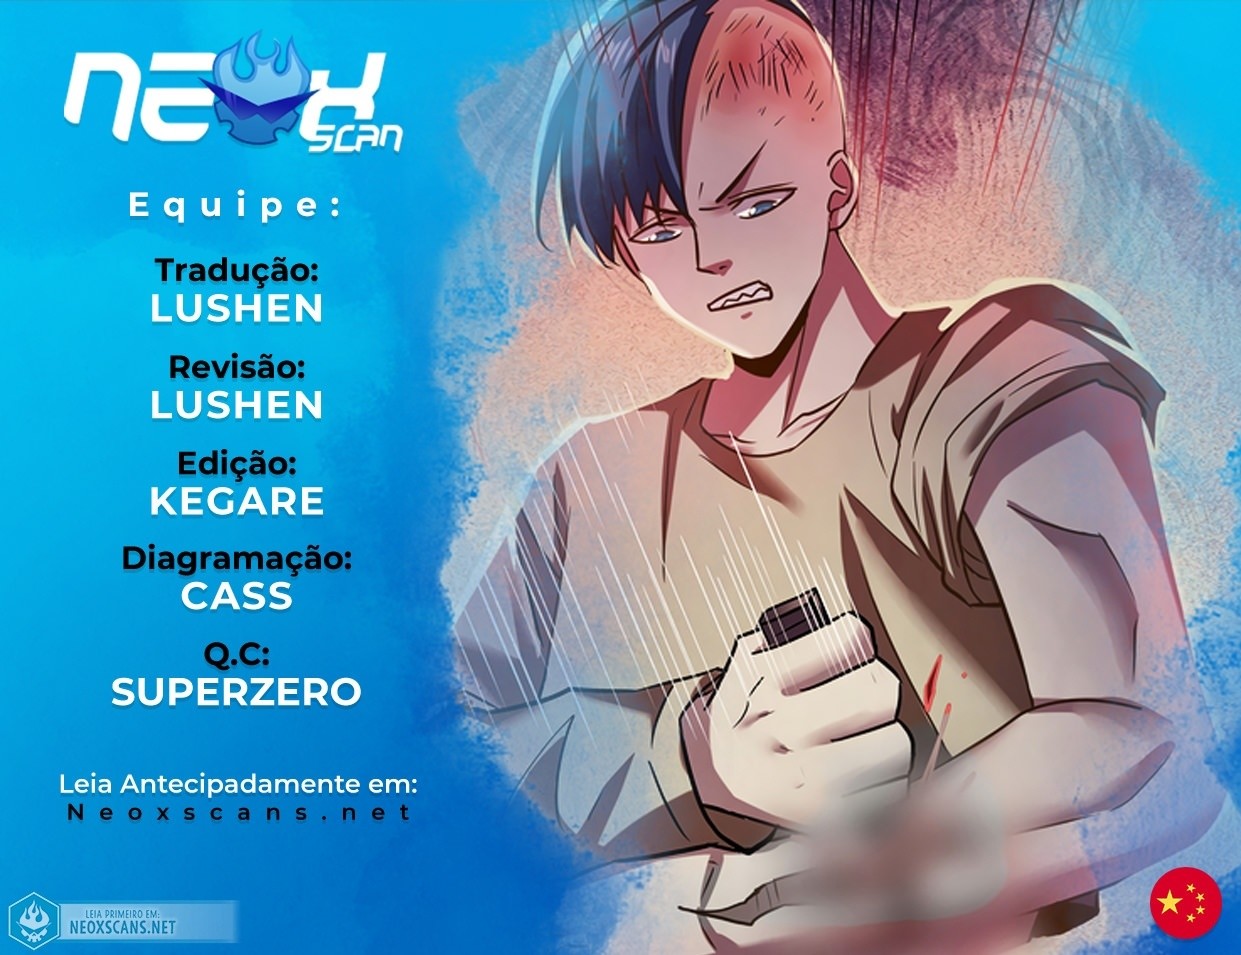 NEOX
SCAN
Equipe:
Tradução:
LUSHEN
Revisão:
LUSHEN
Edição:
KEGARE
Diagramação:
CASS
Q.C:
SUPERZERO
Leia Antecipadamente em:
Neoxscans.net
LEIA PRIMEIRO EM:
NEOXSCANS.NET